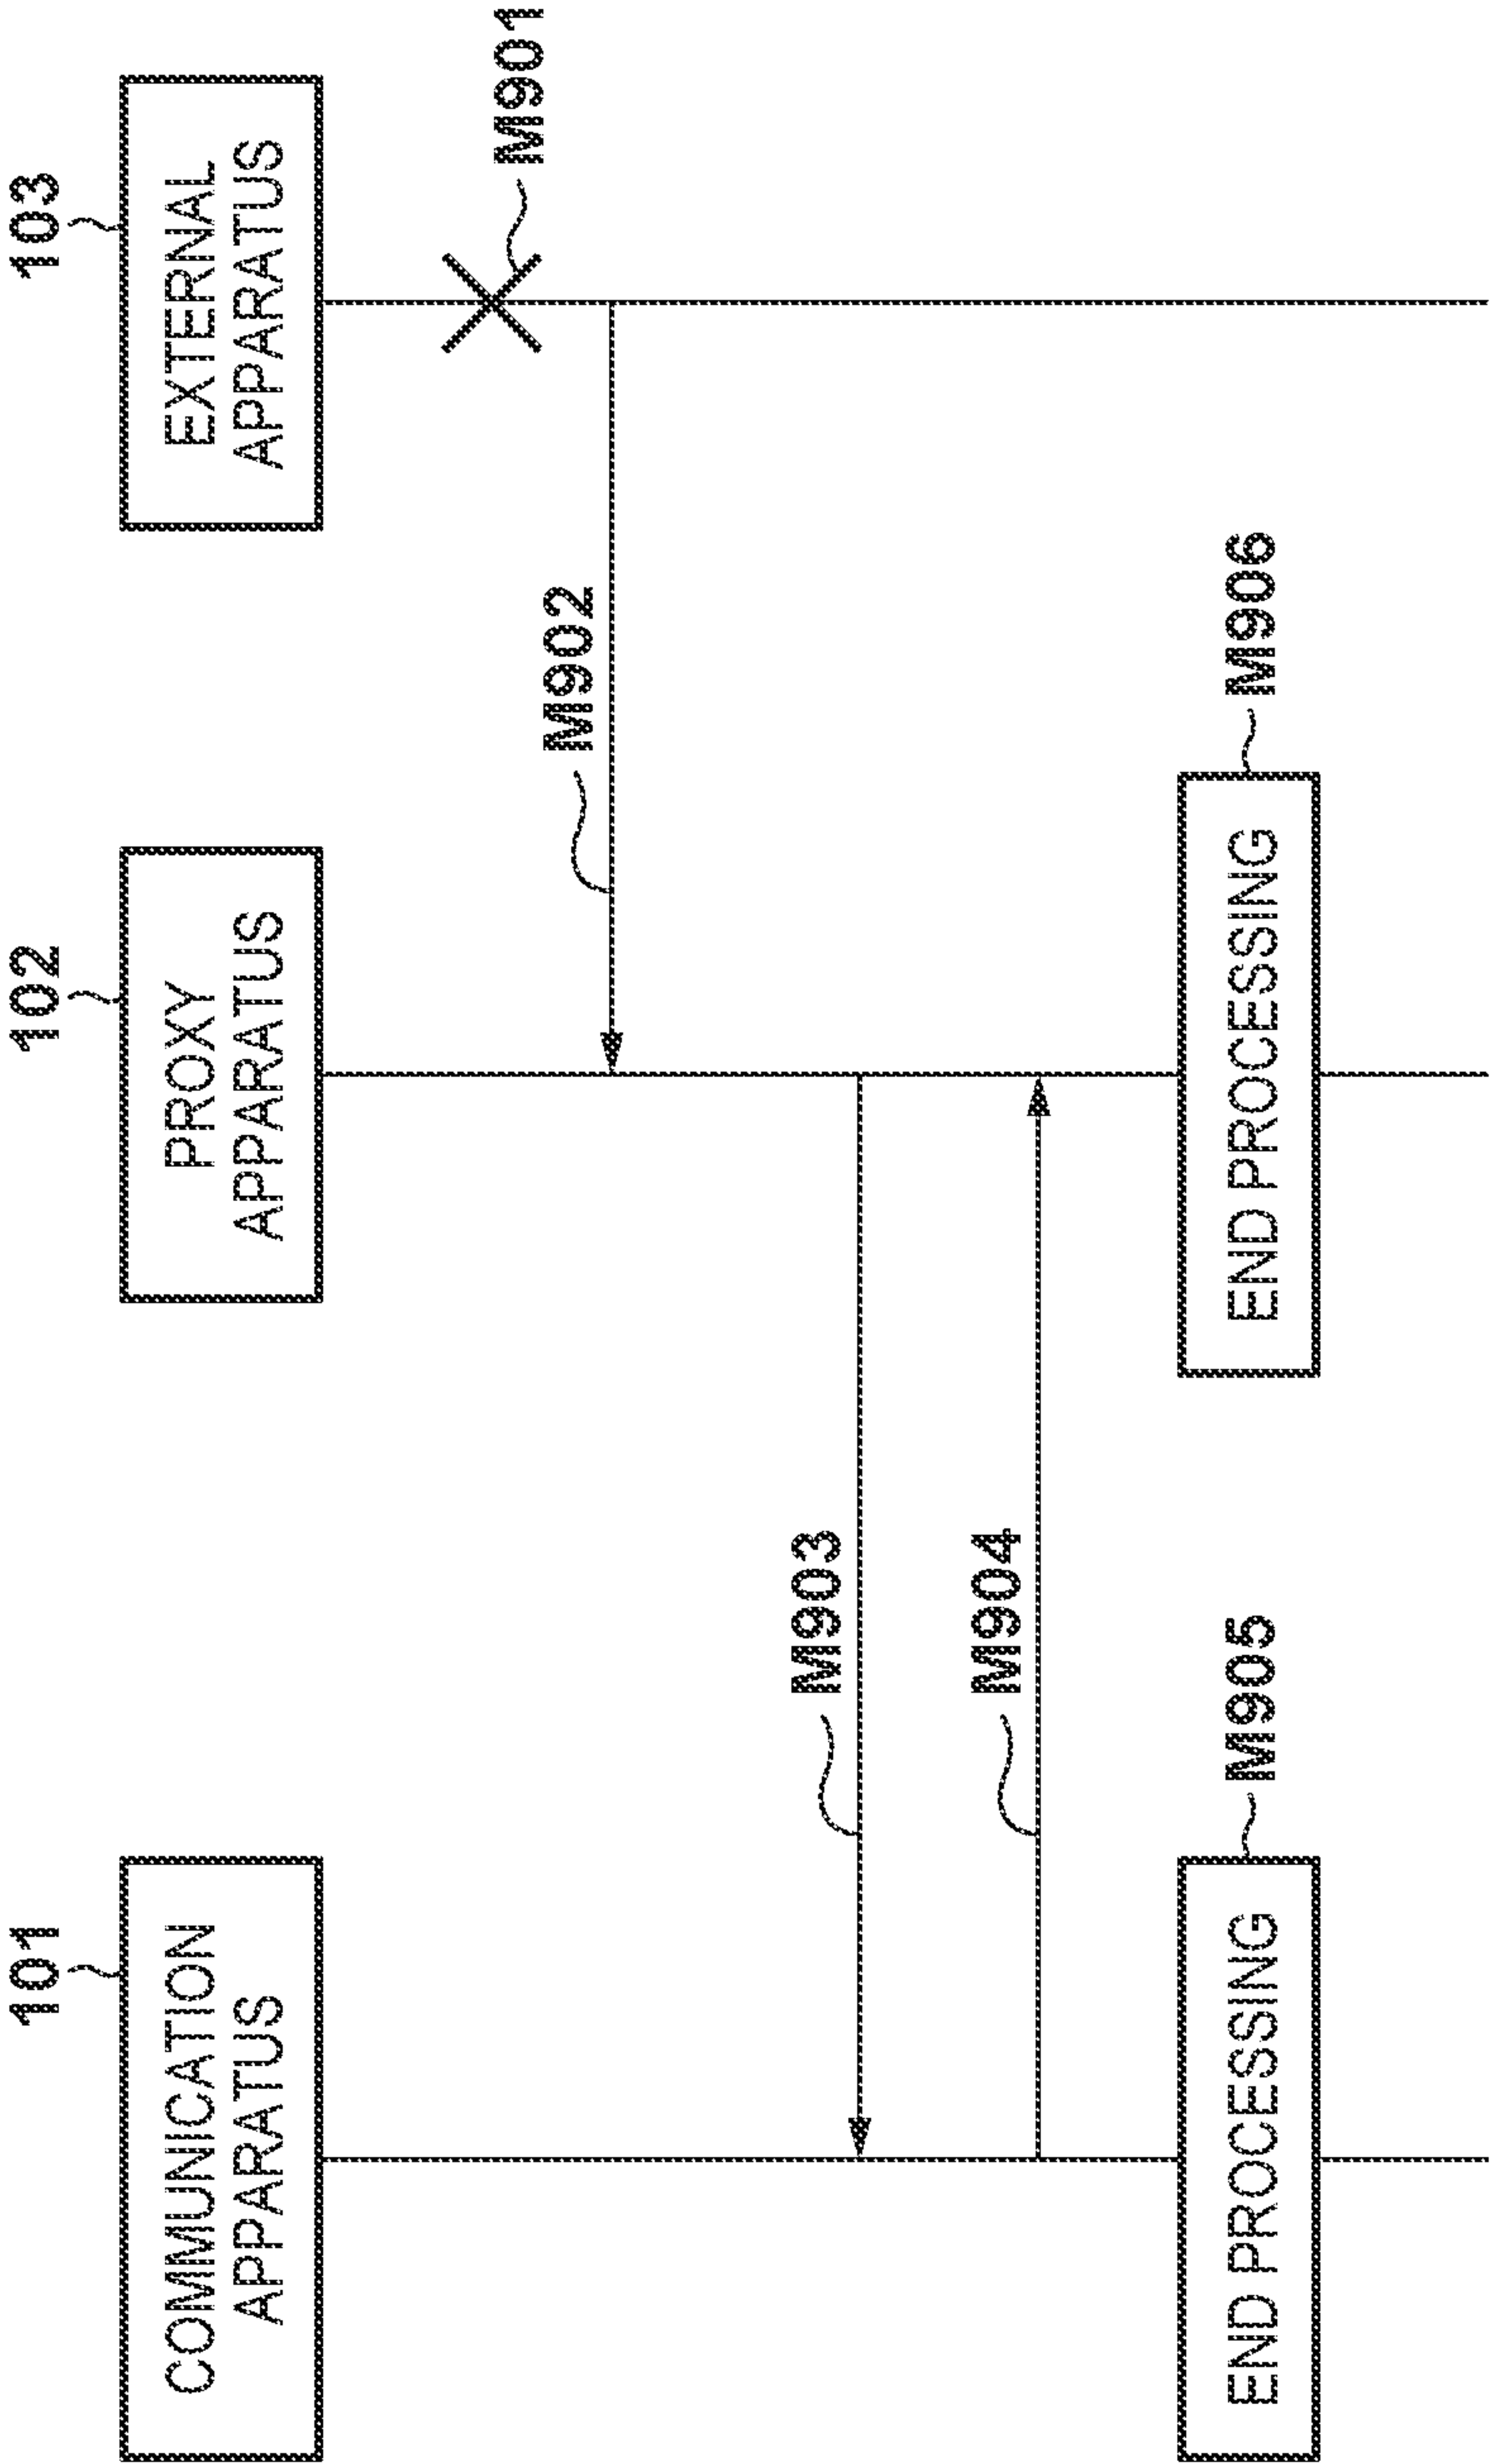 101
102
103
COMMUNICATION
APPARATUS
PROXY
APPARATUS
EXTERNAL
APPARATUS
M901
M902
M903
M904
M905
M906
END PROCESSING
END PROCESSING